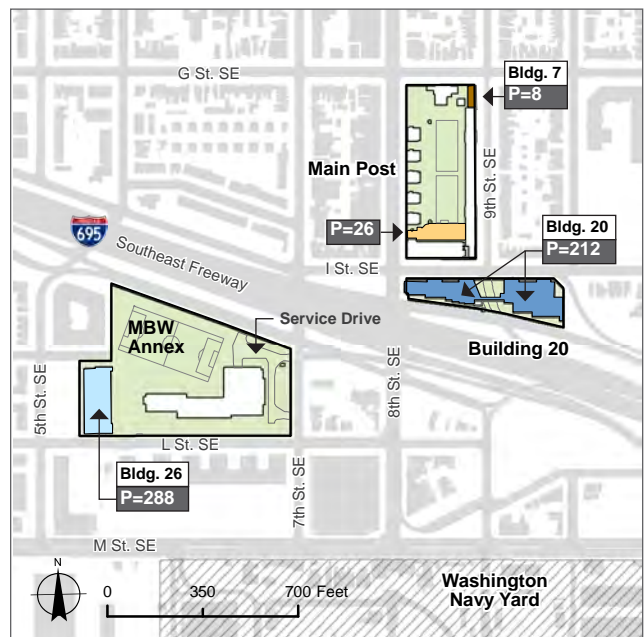 G St. SE
Bldg. 7
P=8
Main Post
9th St. SE
P=26
Bldg. 20
P=212
695
Southeast Freeway
I St. SE
MBW
Annex
Service Drive
Building 20
5th St. SE
8th St. SE
L St. SE
Bldg. 26
P=288
7th St. SE
M St. SE
N
0 350 700 Feet
Washington
Navy Yard